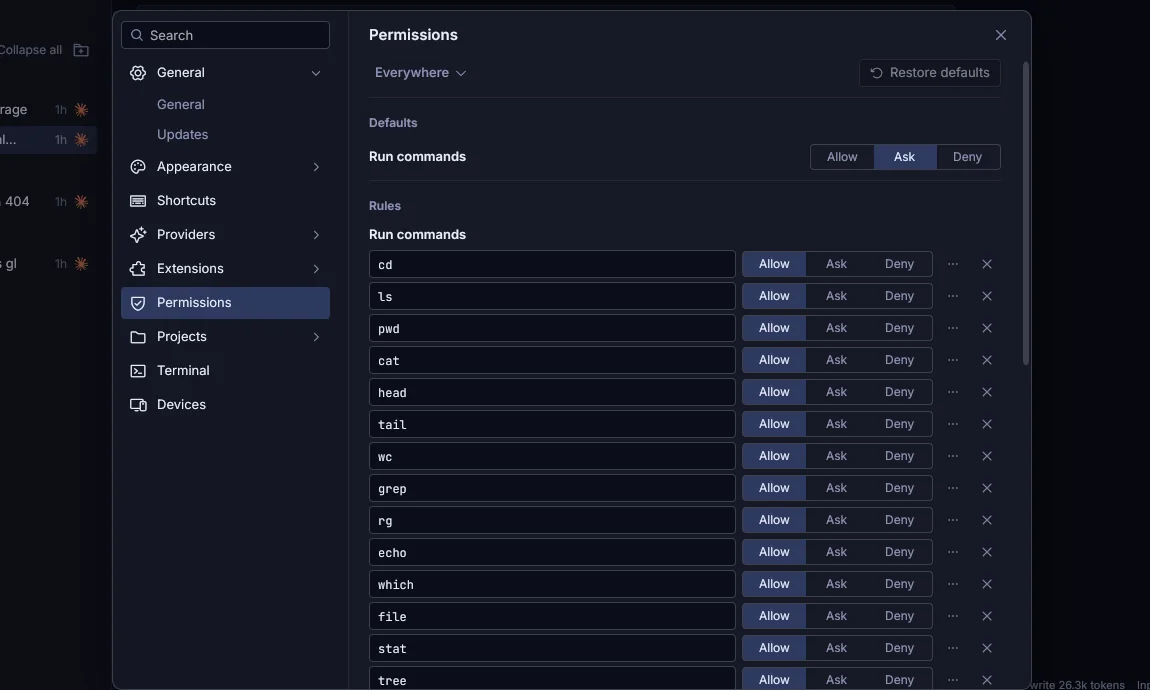 Search
Permissions
Collapse all
Everywhere
Restore defaults
General
General
rage 1h
Defaults
Updates
al... 1h
Run commands Allow Ask Deny
Appearance
404 1h
Shortcuts
Rules
Providers
Run commands
s gl 1h
Extensions
cd Allow Ask Deny ...
ls Allow Ask Deny ...
Permissions
pwd Allow Ask Deny ...
Projects
cat Allow Ask Deny ...
Terminal
head Allow Ask Deny ...
Devices
tail Allow Ask Deny ...
wc Allow Ask Deny ...
grep Allow Ask Deny ...
rg Allow Ask Deny ...
echo Allow Ask Deny ...
which Allow Ask Deny ...
file Allow Ask Deny ...
stat Allow Ask Deny ...
tree Allow Ask Deny ...
write 26.3k tokens